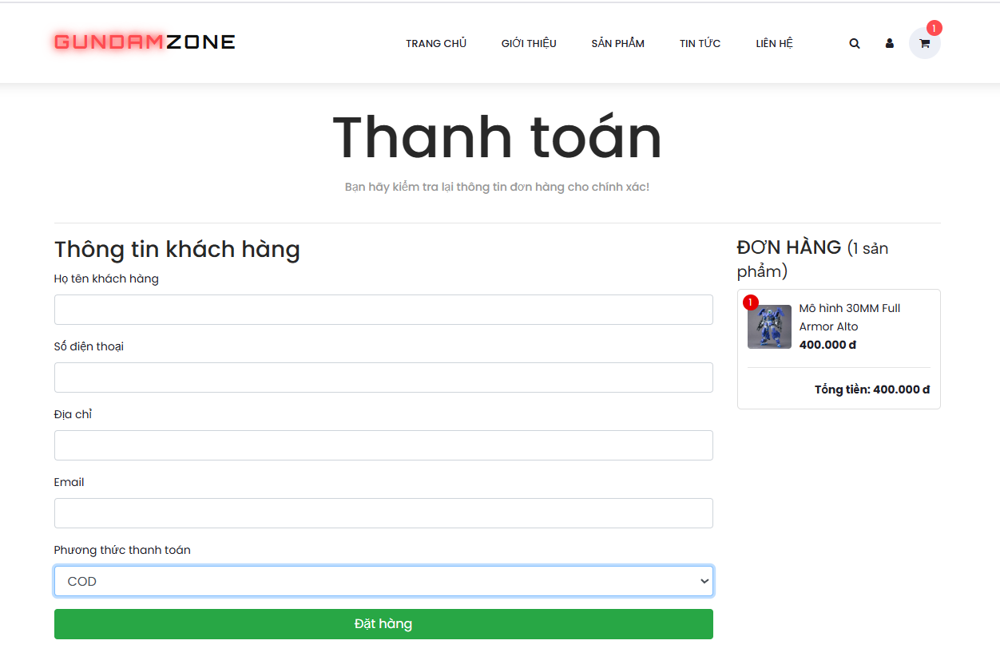 GUNDAMZONE
TRANG CHỦ GIỚI THIỆU SẢN PHẨM TIN TỨC LIÊN HỆ 1
Thanh toán
Bạn hãy kiểm tra lại thông tin đơn hàng cho chính xác!
Thông tin khách hàng
Họ tên khách hàng
Số điện thoại
Địa chỉ
Email
Phương thức thanh toán
COD
Đặt hàng
ĐƠN HÀNG (1 sản
phẩm)
1
Mô hình 30MM Full
Armor Alto
400.000 đ
Tổng tiền: 400.000 đ